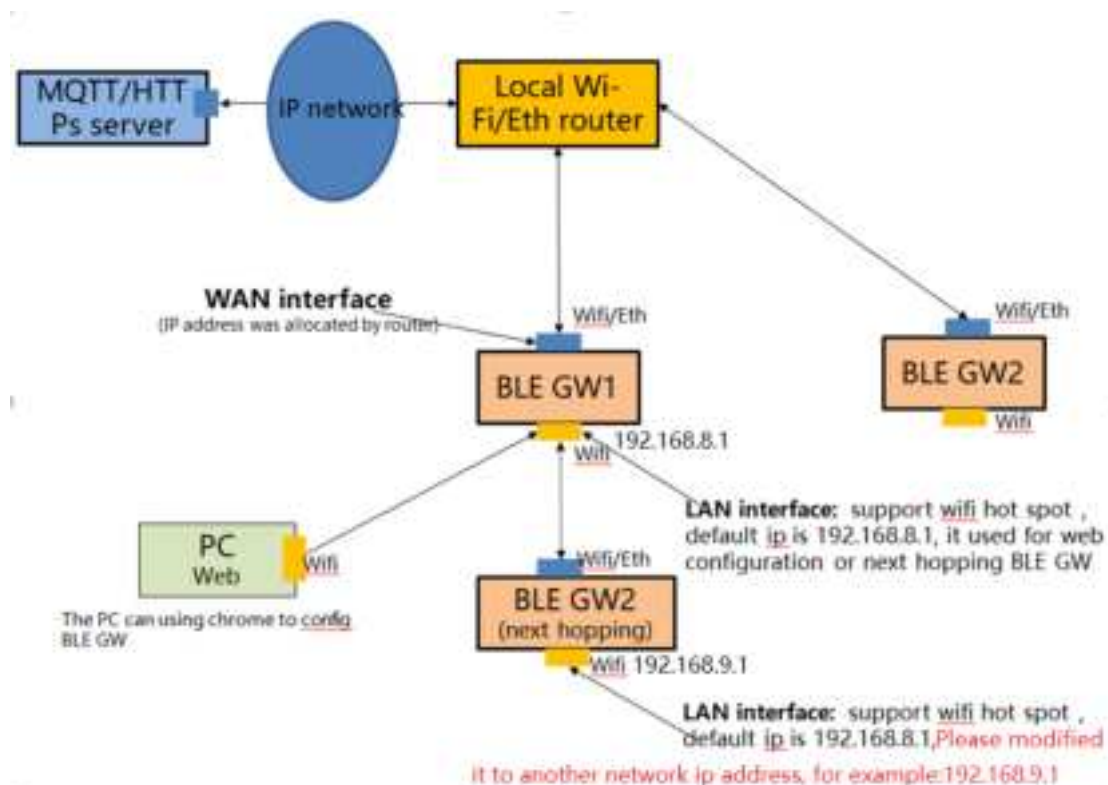 MQTT/HTT
Ps server
IP network
Local Wi-
Fi/Eth router
WAN interface
(IP address was allocated by router)
Wifi/Eth
BLE GW1
Wifi
192.168.8.1
Wifi/Eth
BLE GW2
Wifi
LAN interface: support wifi hot spot ,
default ip is 192.168.8.1, it used for web
configuration or next hopping BLE GW
PC
Web
Wifi
The PC can using chrome to config
BLE GW
Wifi/Eth
BLE GW2
(next hopping)
Wifi 192.168.9.1
LAN interface: support wifi hot spot ,
default ip is 192.168.8.1,Please modified
it to another network ip address, for example:192.168.9.1